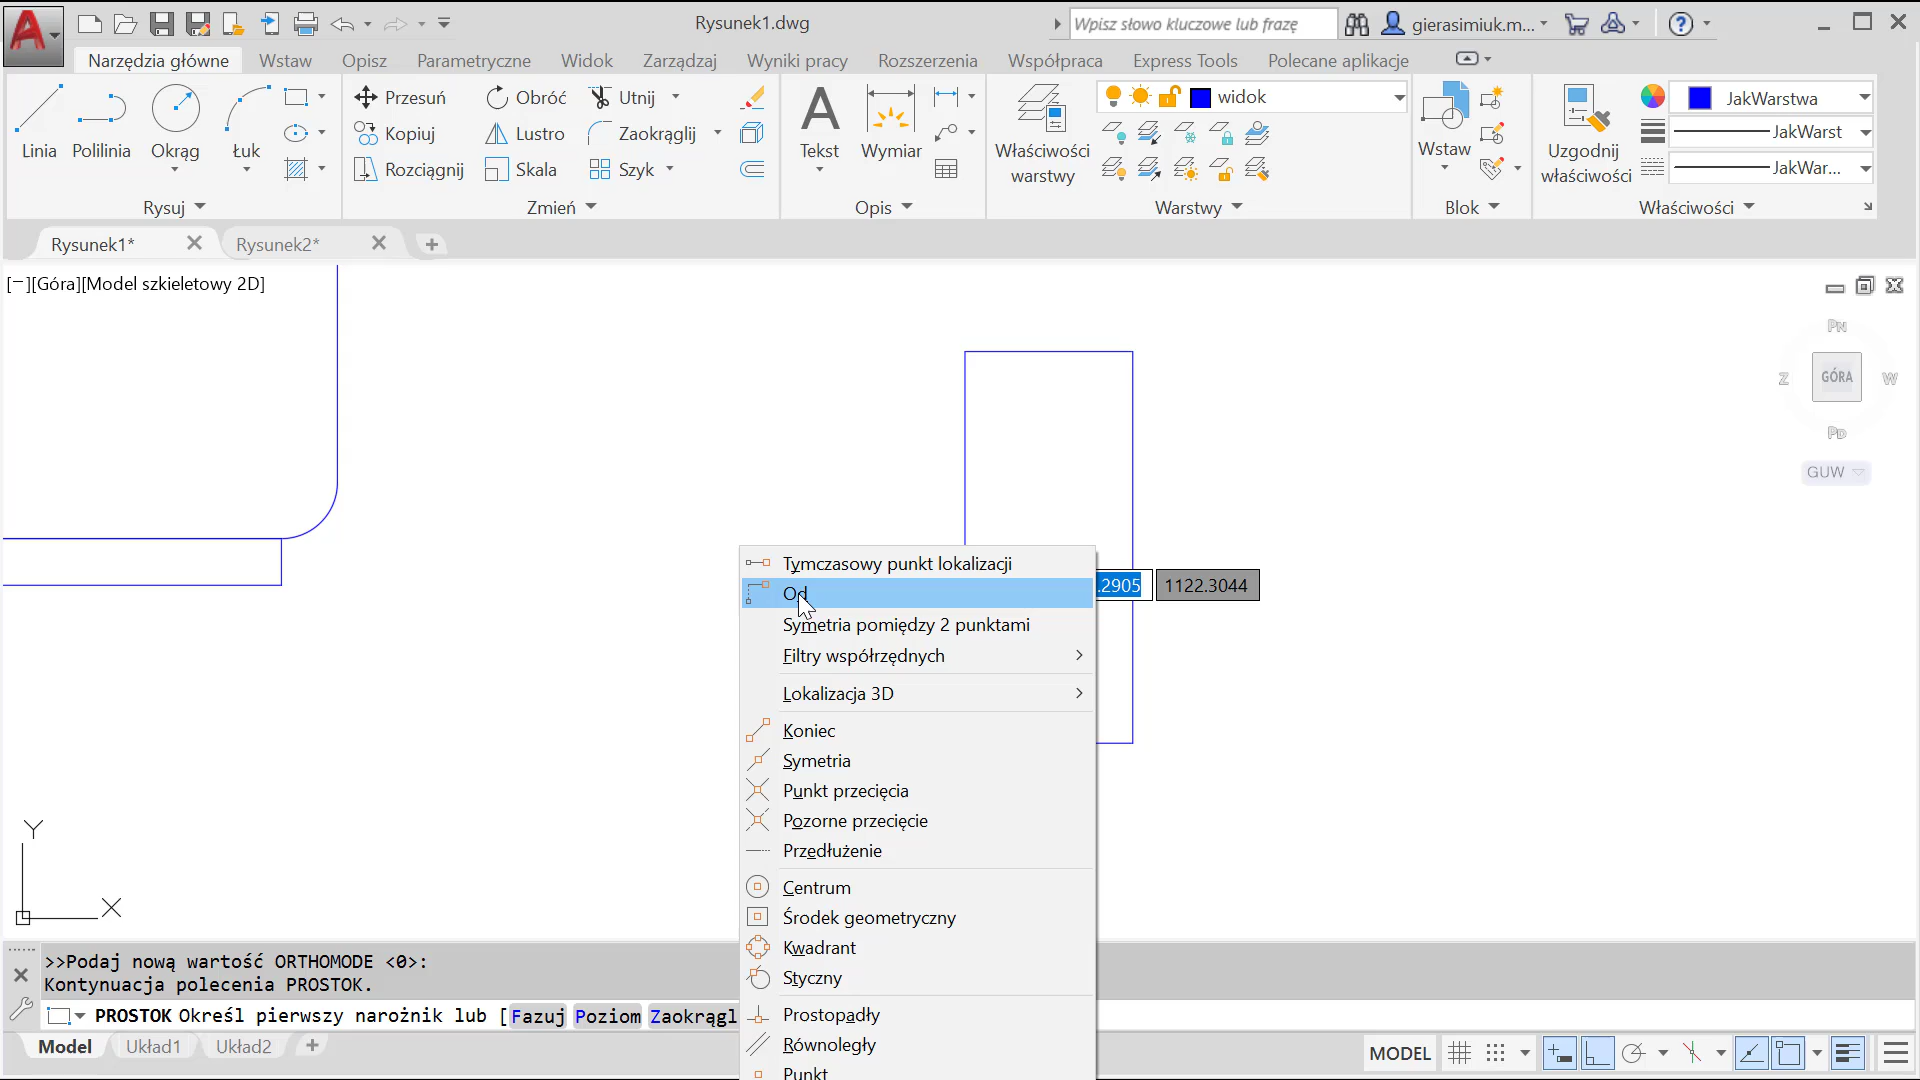 Rysunek1.dwg
Wpisz słowo kluczowe lub frazę
gierasimiuk.m...
Narzędzia główne Wstaw Opisz Parametryczne Widok Zarządzaj Wyniki pracy Rozszerzenia Współpraca Express Tools Polecane aplikacje
Linia Polilinia Okrąg Łuk
Rysuj
Przesuń Obróć Utnij
Kopiuj Lustro Zaokrąglij
Rozciągnij Skala Szyk
Zmień
Tekst Wymiar
Opis
Właściwości
warstwy
widok
Warstwy
Wstaw
Blok
Uzgodnij
właściwości
JakWarstwa
JakWarst
JakWar...
Właściwości
Rysunek1* Rysunek2*
[−][Góra][Model szkieletowy 2D]
PN
Z GÓRA W
PD
GUW
Tymczasowy punkt lokalizacji
Od
Symetria pomiędzy 2 punktami
Filtry współrzędnych
Lokalizacja 3D
Koniec
Symetria
Punkt przecięcia
Pozorne przecięcie
Przedłużenie
Centrum
Środek geometryczny
Kwadrant
Styczny
Prostopadły
Równoległy
Punkt
.2905 1122.3044
Y
X
>>Podaj nową wartość ORTHOMODE <0>:
Kontynuacja polecenia PROSTOK.
PROSTOK Określ pierwszy narożnik lub [Fazuj Poziom Zaokrągl
Model Układ1 Układ2
MODEL